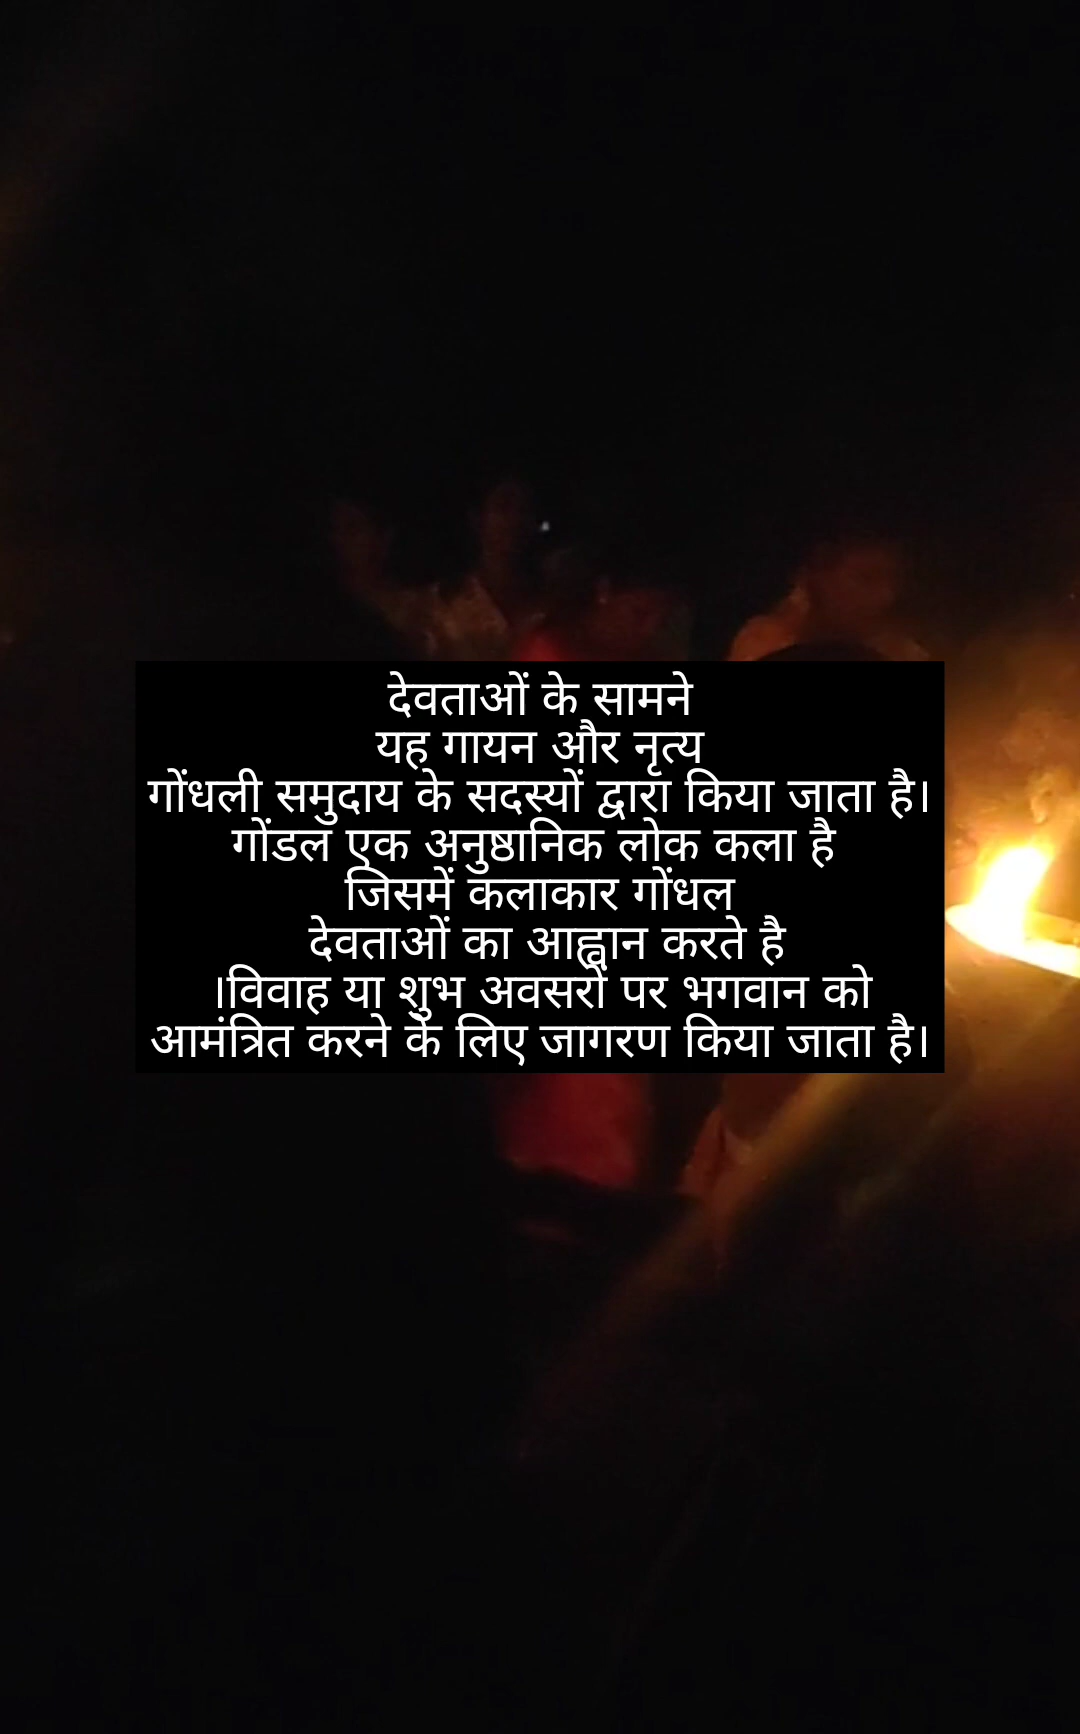 देवताओं के सामने
यह गायन और नृत्य
गोंधली समुदाय के सदस्यों द्वारा किया जाता है।
गोंडल एक अनुष्ठानिक लोक कला है
जिसमें कलाकार गोंधल
देवताओं का आह्वान करते है
।विवाह या शुभ अवसरों पर भगवान को
आमंत्रित करने के लिए जागरण किया जाता है।